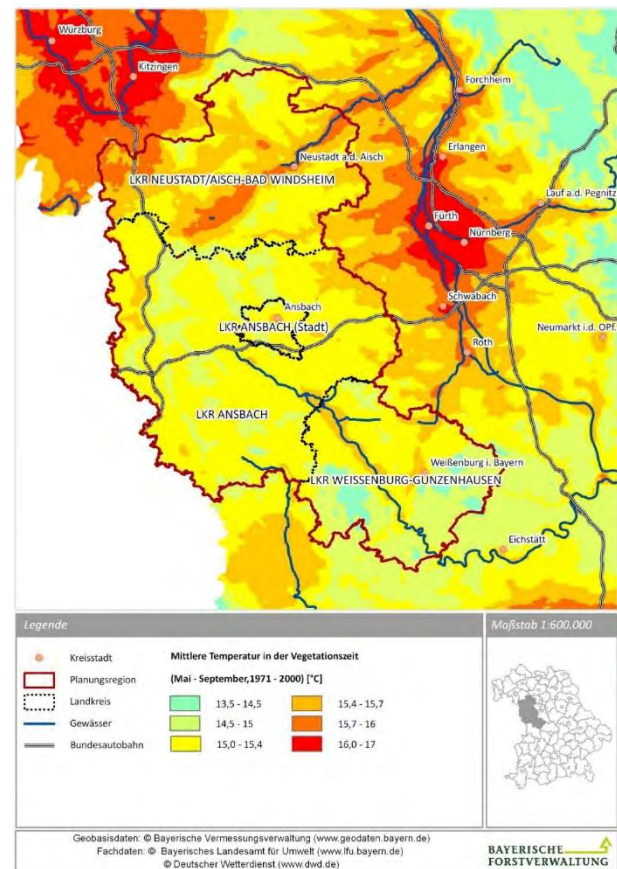 Würzburg
Kitzingen
Forchheim
Neustadt a.d. Aisch
Erlangen
LKR NEUSTADT/AISCH-BAD WINDSHEIM
Lauf a.d. Pegnitz
Fürth
Nürnberg
Ansbach
Schwabach
LKR ANSBACH (Stadt)
Neumarkt i.d. OPf.
Roth
LKR ANSBACH
Weißenburg i. Bayern
LKR WEISSENBURG-GUNZENHAUSEN
Eichstätt
Legende
Maßstab 1:600.000
Kreisstadt
Planungsregion
Landkreis
Gewässer
Bundesautobahn
Mittlere Temperatur in der Vegetationszeit
(Mai - September,1971 - 2000) [°C]
13,5 - 14,5
14,5 - 15
15,0 - 15,4
15,4 - 15,7
15,7 - 16
16,0 - 17
Geobasisdaten: © Bayerische Vermessungsverwaltung (www.geodaten.bayern.de)
Fachdaten: © Bayerisches Landesamt für Umwelt (www.lfu.bayern.de)
© Deutscher Wetterdienst (www.dwd.de)
BAYERISCHE
FORSTVERWALTUNG